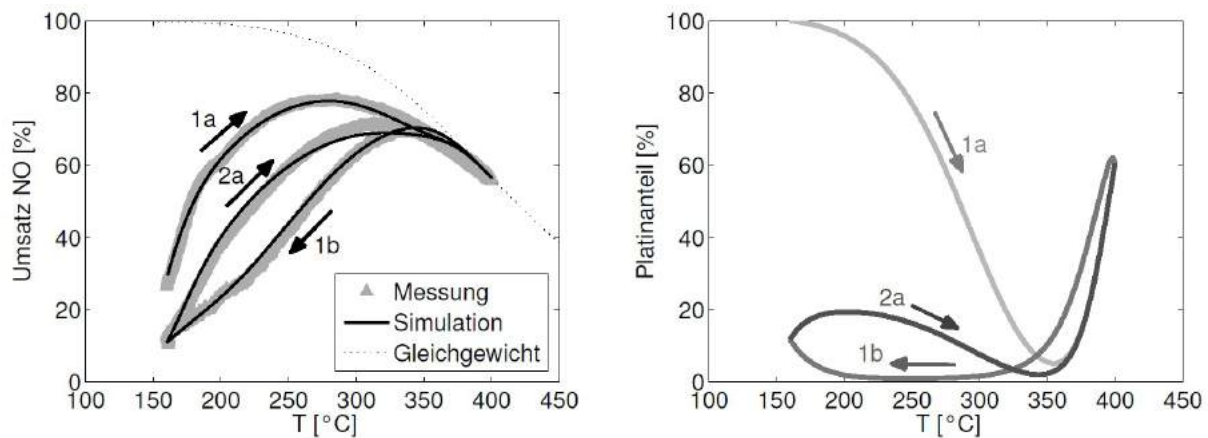 100
80
60
40
20
0
Umsatz NO [%]
1a
2a
1b
Messung
Simulation
Gleichgewicht
100 150 200 250 300 350 400 450
T [°C]
100
80
60
40
20
0
Platinanteil [%]
1a
2a
1b
100 150 200 250 300 350 400 450
T [°C]